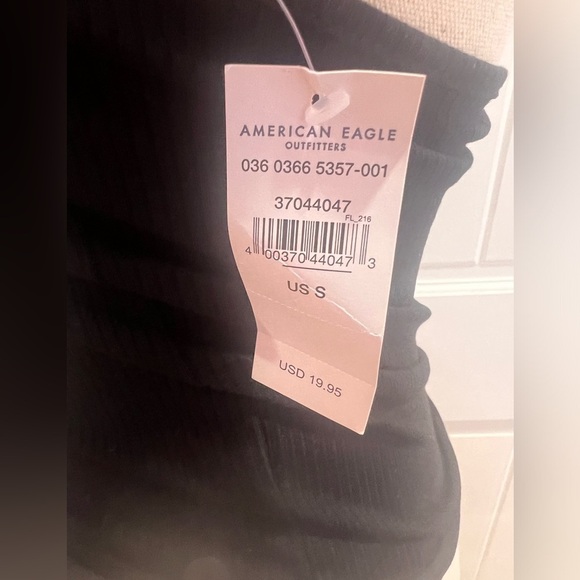 AMERICAN EAGLE
OUTFITTERS
036 0366 5357-001
37044047
FL_216
4 00370 44047 3
US S
USD 19.95